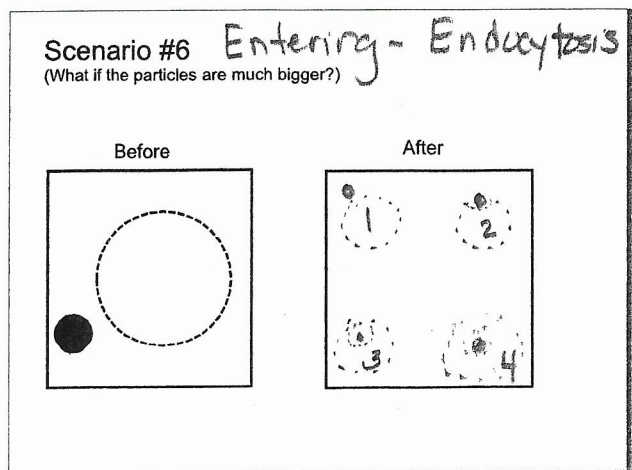 Scenario #6 Entering - Endocytosis
(What if the particles are much bigger?)
Before After
1 2
3 4